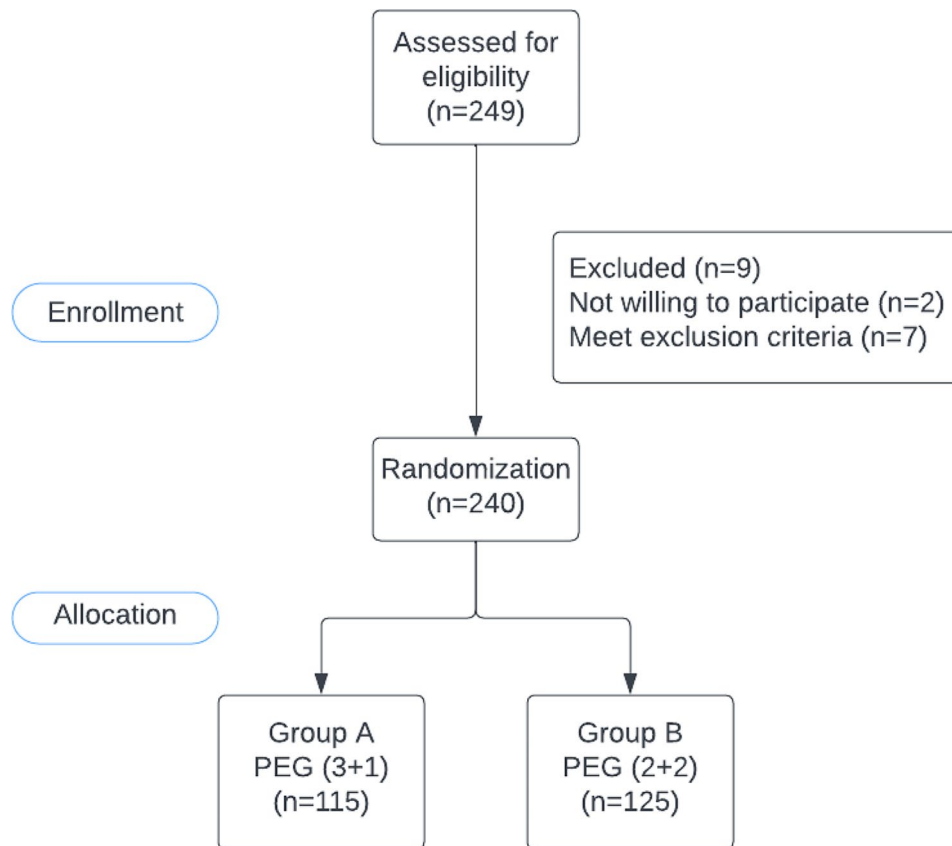 Assessed for
eligibility
(n=249)
Excluded (n=9)
Not willing to participate (n=2)
Meet exclusion criteria (n=7)
Enrollment
Randomization
(n=240)
Allocation
Group A
PEG (3+1)
(n=115)
Group B
PEG (2+2)
(n=125)